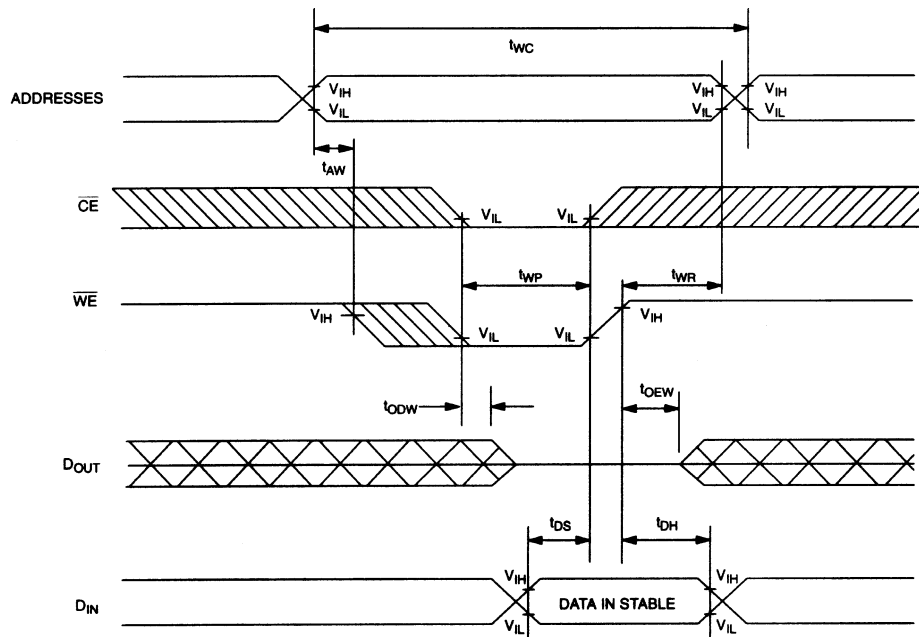 tWC
ADDRESSES
VIH
VIL
VIH
VIL
VIH
VIL
tAW
CE
VIL
VIL
tWP
tWR
WE
VIH
VIL
VIL
VIH
tODW
tOEW
DOUT
tDS
tDH
VIH
VIH
DIN
DATA IN STABLE
VIL
VIL